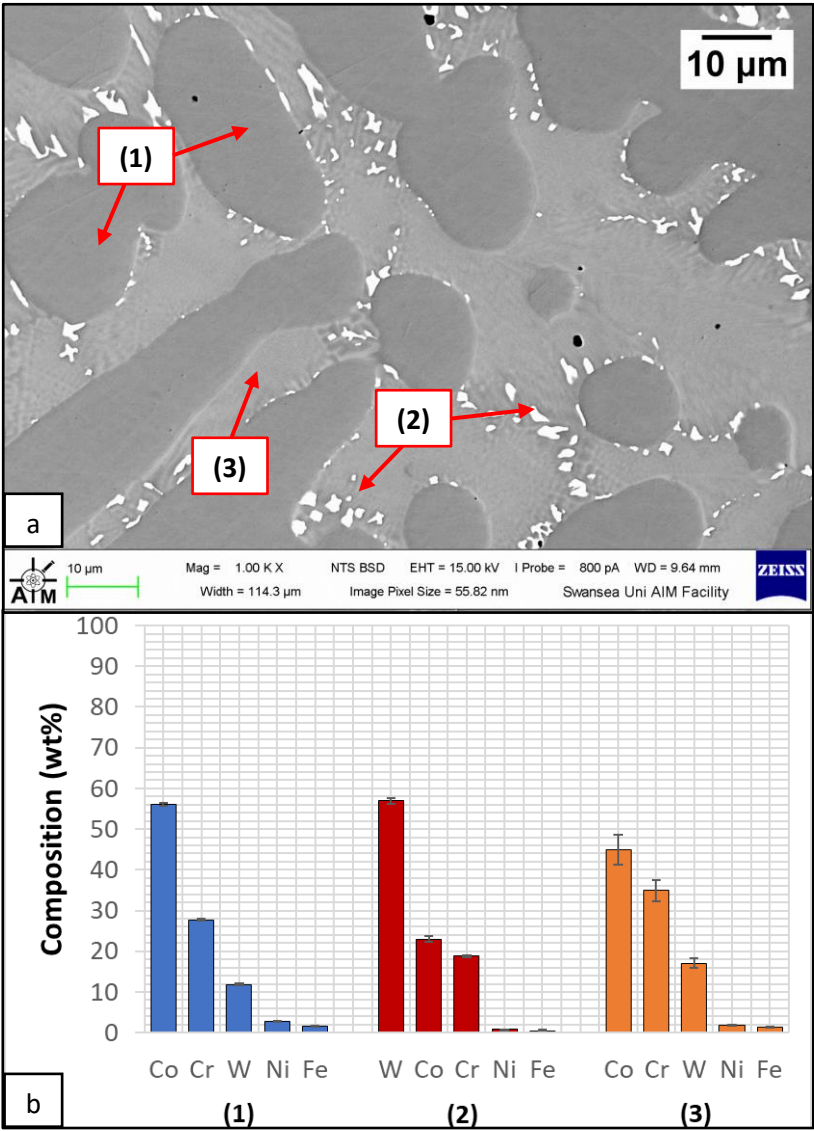 10 µm
(1)
(2)
(3)
a
AIM
10 µm
Mag = 1.00 K X
NTS BSD
EHT = 15.00 kV
I Probe = 800 pA
WD = 9.64 mm
Width = 114.3 µm
Image Pixel Size = 55.82 nm
Swansea Uni AIM Facility
ZEISS
Composition (wt%)
100
90
80
70
60
50
40
30
20
10
0
Co Cr W Ni Fe
W Co Cr Ni Fe
Co Cr W Ni Fe
(1)
(2)
(3)
b